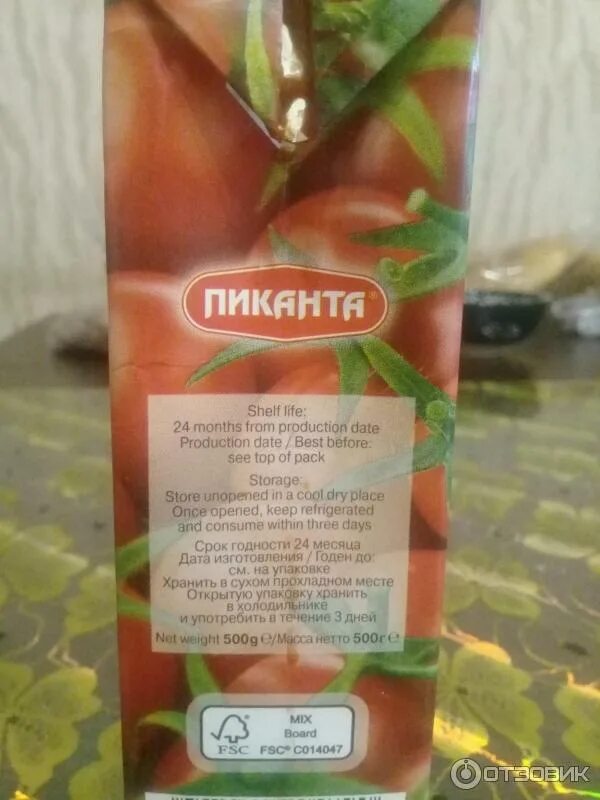 ПИКАНТА®
Shelf life:
24 months from production date
Production date / Best before:
see top of pack
Storage:
Store unopened in a cool dry place
Once opened, keep refrigerated
and consume within three days
Срок годности 24 месяца
Дата изготовления / Годен до:
см. на упаковке
Хранить в сухом прохладном месте
Открытую упаковку хранить
в холодильнике
и употребить в течение 3 дней
Net weight 500g ℮/Масса нетто 500г ℮
FSC
MIX
Board
FSC® C014047
ОТЗОВИК